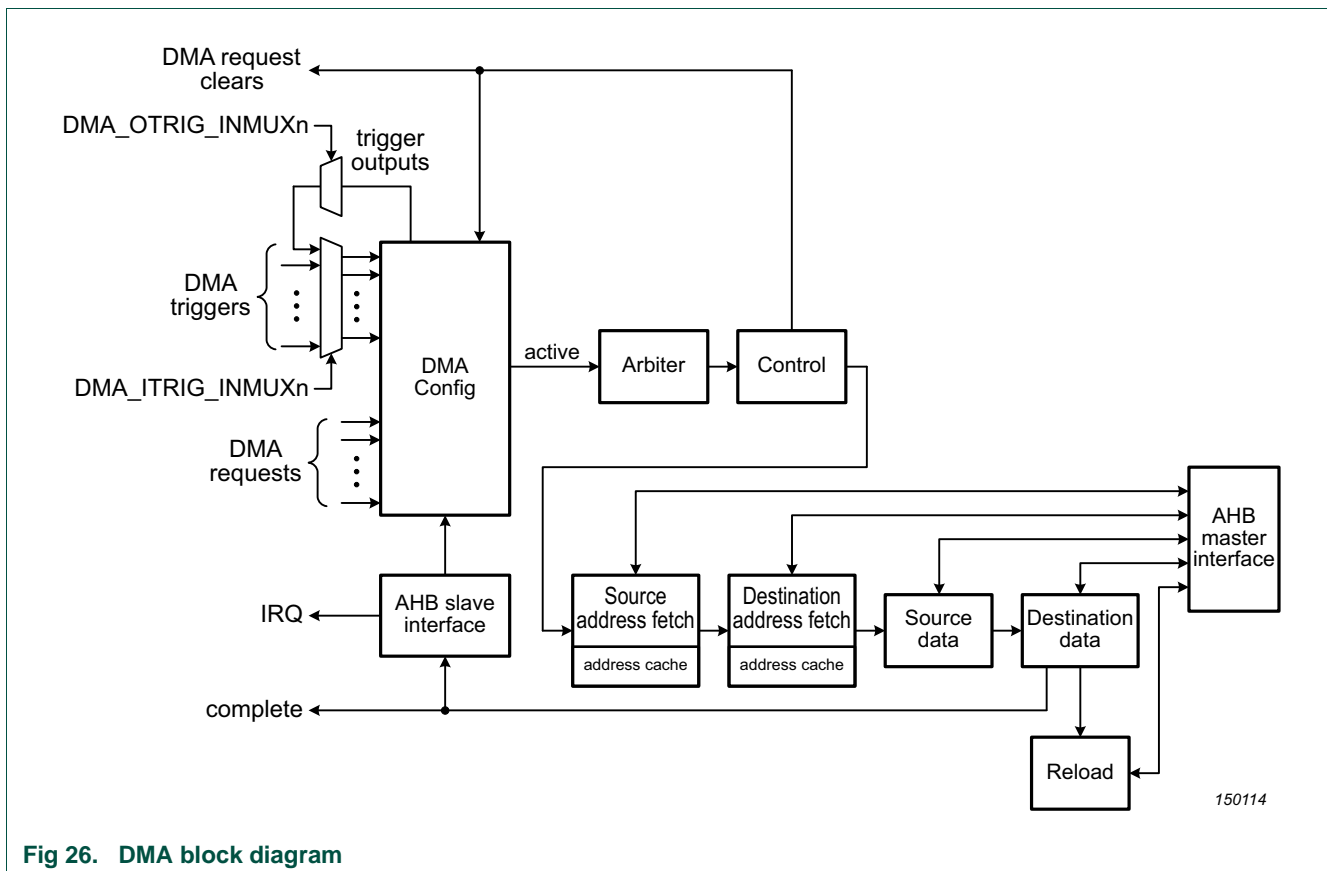 DMA request
clears
DMA_OTRIG_INMUXn
trigger
outputs
DMA
triggers
DMA_ITRIG_INMUXn
DMA
requests
DMA
Config
active
Arbiter
Control
AHB
master
interface
IRQ
AHB slave
interface
Source
address fetch
address cache
Destination
address fetch
address cache
Source
data
Destination
data
complete
Reload
150114
Fig 26. DMA block diagram